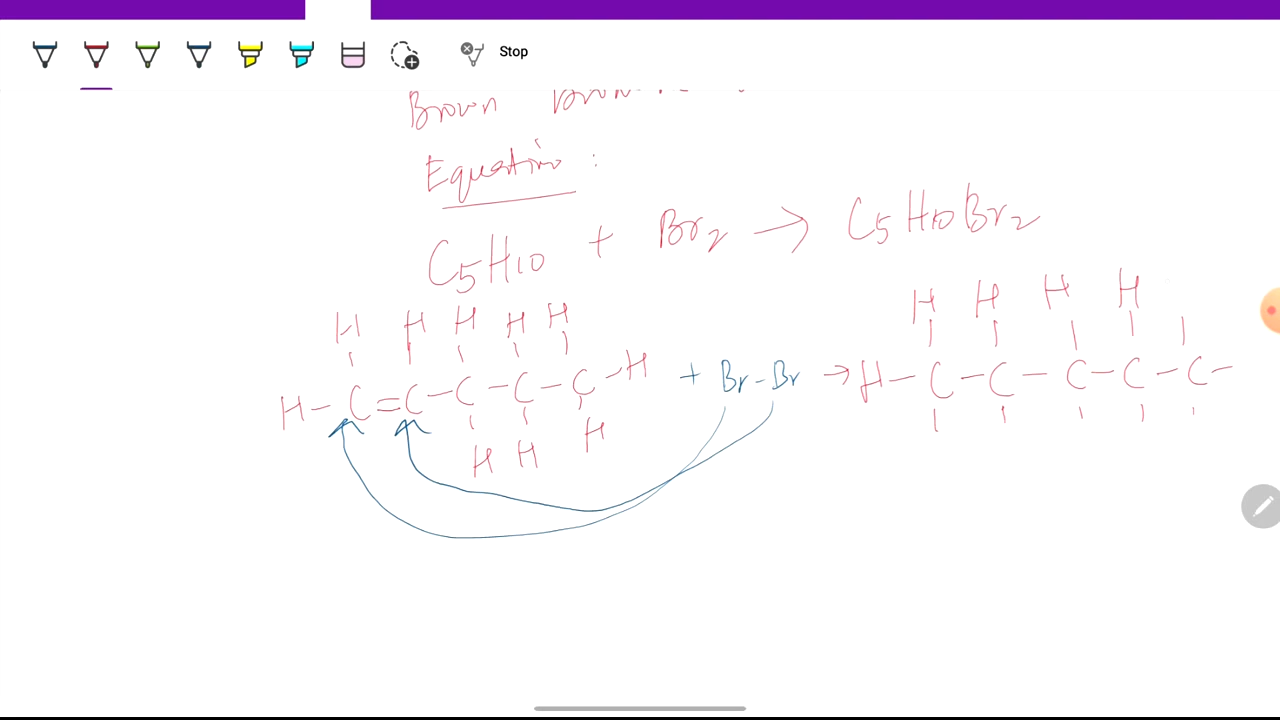 Stop
Brown
Equation :
C5H10 + Br2 → C5H10Br2
H H H H H H H H H
H - C = C - C - C - C - H + Br - Br → H - C - C - C - C - C -
H H H